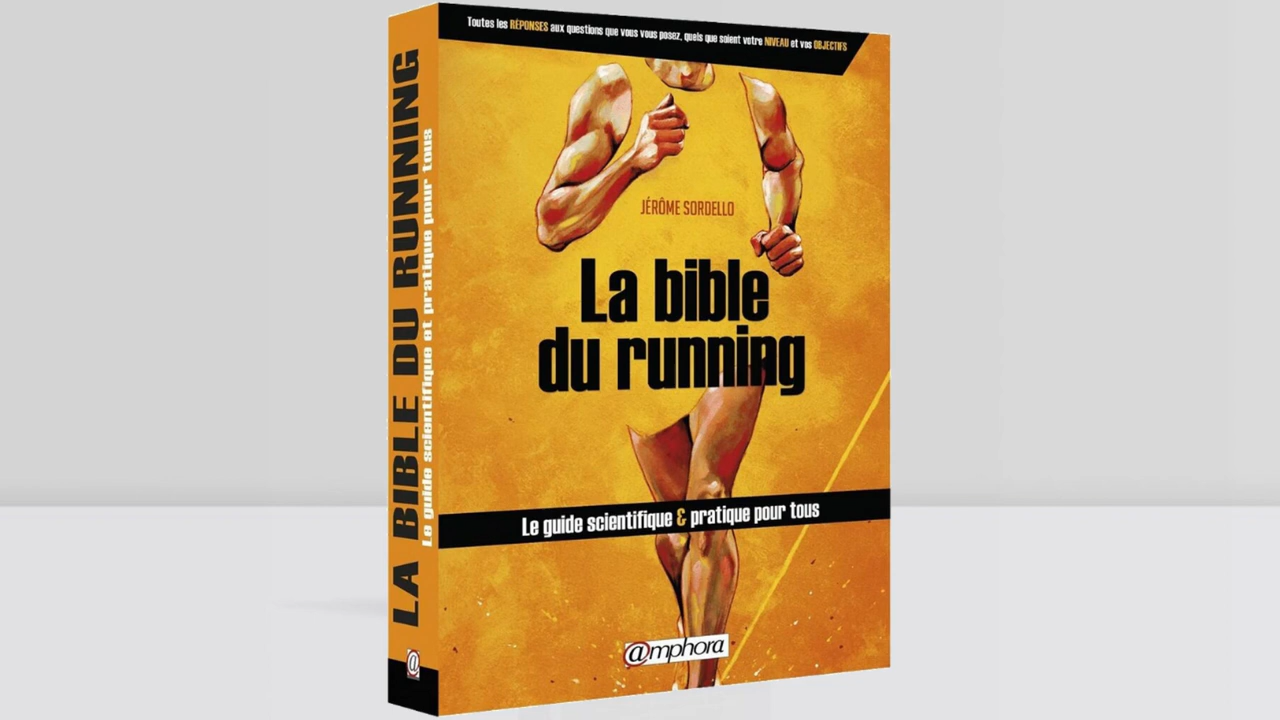 Toutes les RÉPONSES aux questions que vous vous posez, quels que soient votre NIVEAU et vos OBJECTIFS
JÉRÔME SORDELLO
La bible
du running
Le guide scientifique & pratique pour tous
@mphora
LA BIBLE DU RUNNING
Le guide scientifique et pratique pour tous
@